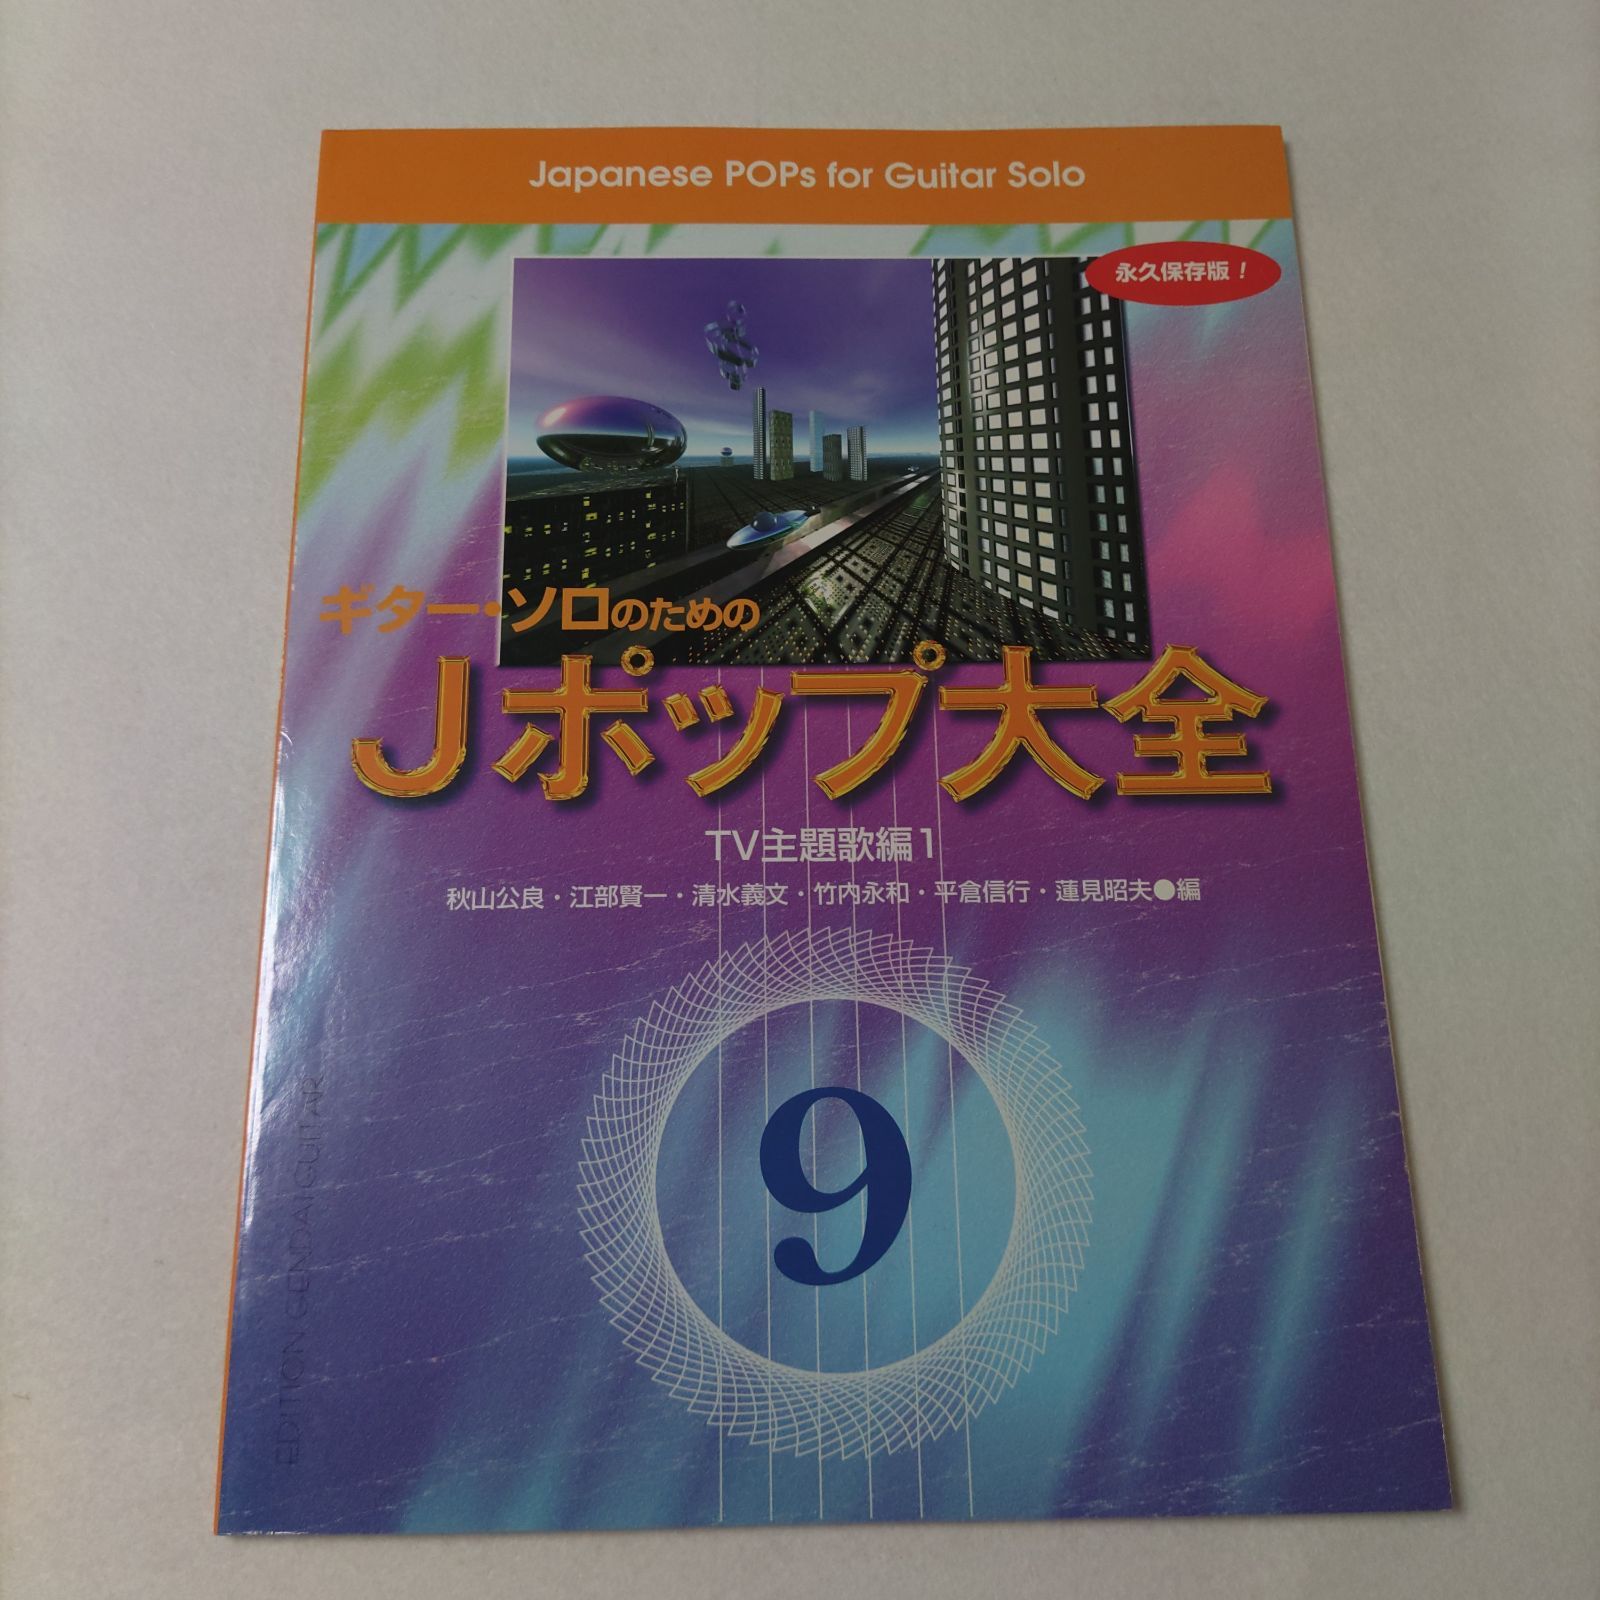 Japanese POPs for Guitar Solo
永久保存版！
ギター・ソロのための
Jポップ大全
TV主題歌編1
秋山公良・江部賢一・清水義文・竹内永和・平倉信行・蓮見昭夫●編
9
EDITION GENDAI GUITAR